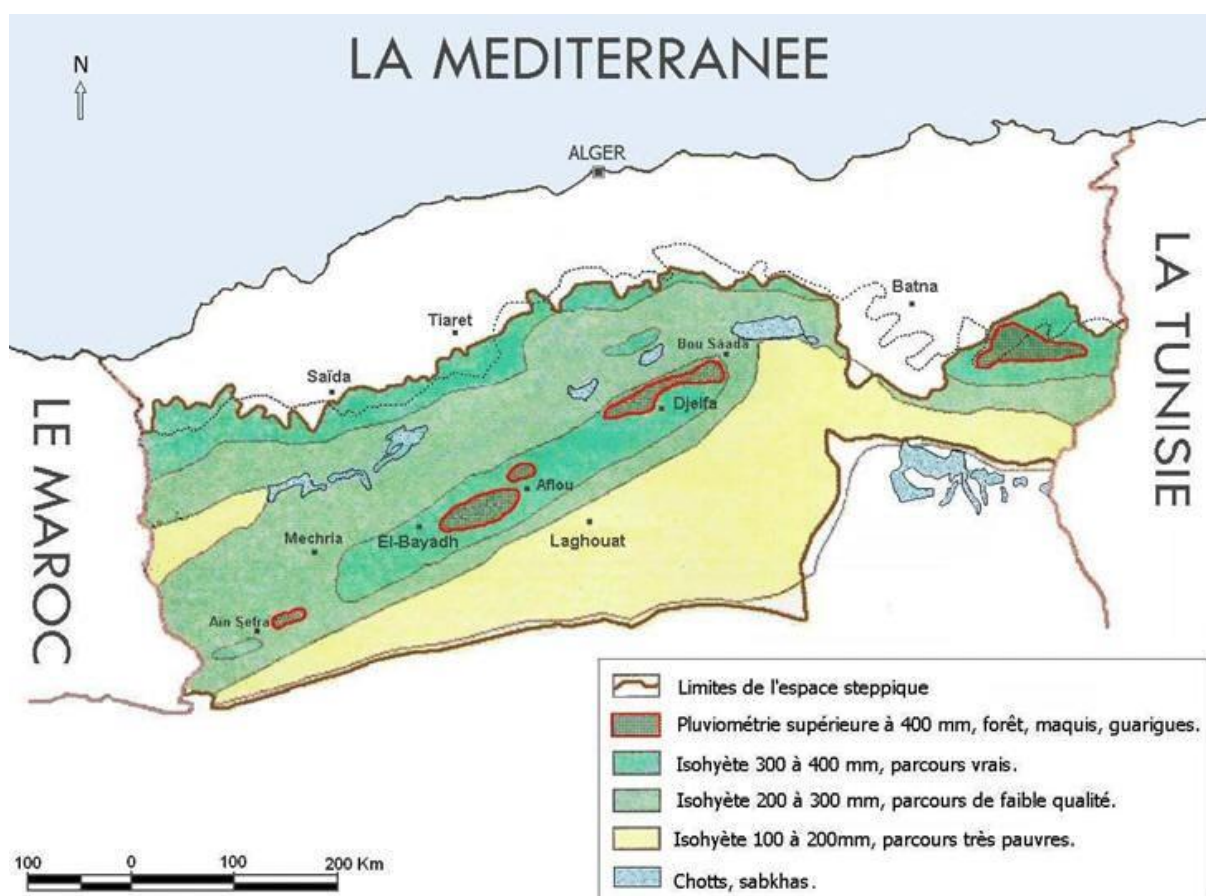 LA MEDITERRANEE
N
ALGER
LE MAROC
LA TUNISIE
Batna
Tiaret
Bou Sàada
Saïda
Djelfa
Aflou
El-Bayadh
Laghouat
Mechria
Ain Sefra
Limites de l'espace steppique
Pluviométrie supérieure à 400 mm, forêt, maquis, guarigues.
Isohyète 300 à 400 mm, parcours vrais.
Isohyète 200 à 300 mm, parcours de faible qualité.
Isohyète 100 à 200mm, parcours très pauvres.
Chotts, sabkhas.
100 0 100 200 Km